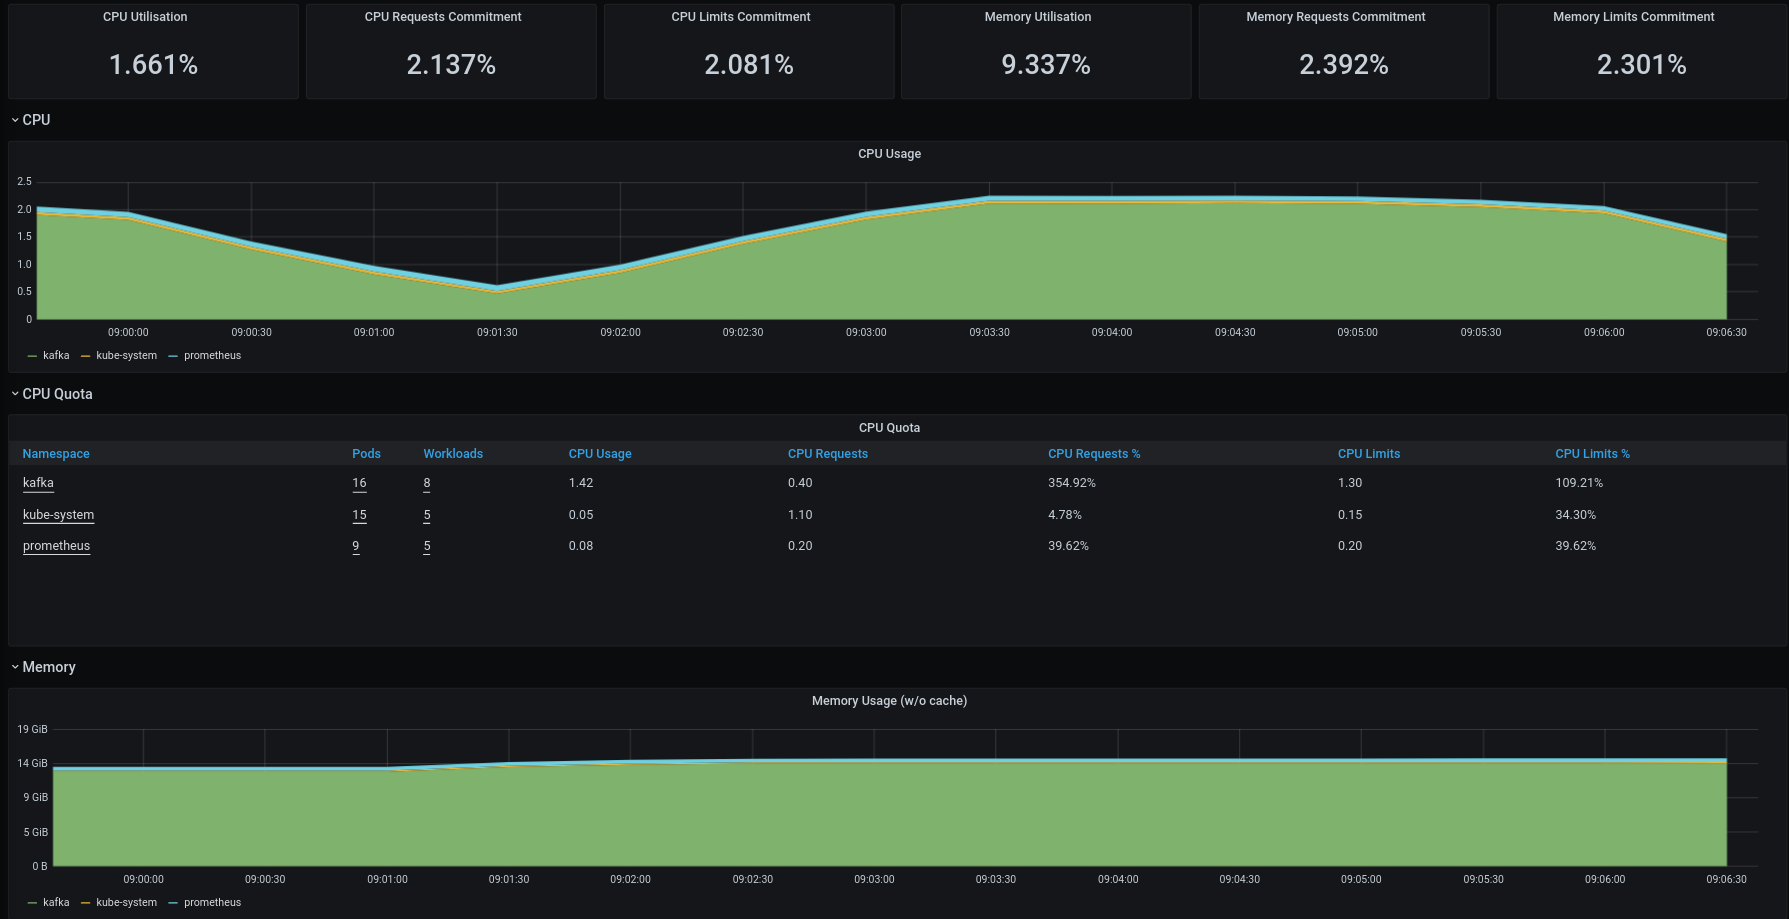 CPU Utilisation CPU Requests Commitment CPU Limits Commitment Memory Utilisation Memory Requests Commitment Memory Limits Commitment
1.661% 2.137% 2.081% 9.337% 2.392% 2.301%
CPU
CPU Usage
2.5
2.0
1.5
1.0
0.5
0
09:00:00 09:00:30 09:01:00 09:01:30 09:02:00 09:02:30 09:03:00 09:03:30 09:04:00 09:04:30 09:05:00 09:05:30 09:06:00 09:06:30
kafka kube-system prometheus
CPU Quota
CPU Quota
Namespace Pods Workloads CPU Usage CPU Requests CPU Requests % CPU Limits CPU Limits %
kafka 16 8 1.42 0.40 354.92% 1.30 109.21%
kube-system 15 5 0.05 1.10 4.78% 0.15 34.30%
prometheus 9 5 0.08 0.20 39.62% 0.20 39.62%
Memory
Memory Usage (w/o cache)
19 GiB
14 GiB
9 GiB
5 GiB
0 B
09:00:00 09:00:30 09:01:00 09:01:30 09:02:00 09:02:30 09:03:00 09:03:30 09:04:00 09:04:30 09:05:00 09:05:30 09:06:00 09:06:30
kafka kube-system prometheus